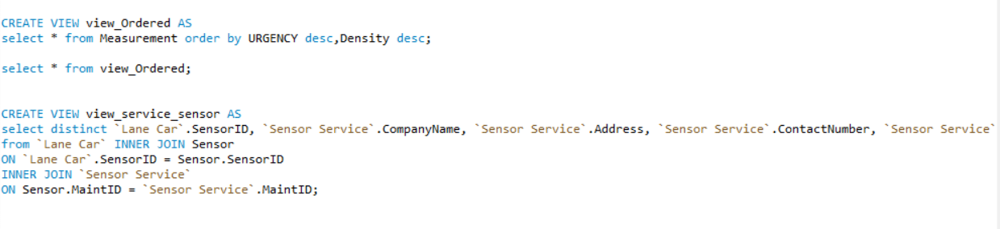 CREATE VIEW view_Ordered AS
select * from Measurement order by URGENCY desc,Density desc;
select * from view_Ordered;
CREATE VIEW view_service_sensor AS
select distinct `Lane Car`.SensorID, `Sensor Service`.CompanyName, `Sensor Service`.Address, `Sensor Service`.ContactNumber, `Sensor Service`
from `Lane Car` INNER JOIN Sensor
ON `Lane Car`.SensorID = Sensor.SensorID
INNER JOIN `Sensor Service`
ON Sensor.MaintID = `Sensor Service`.MaintID;